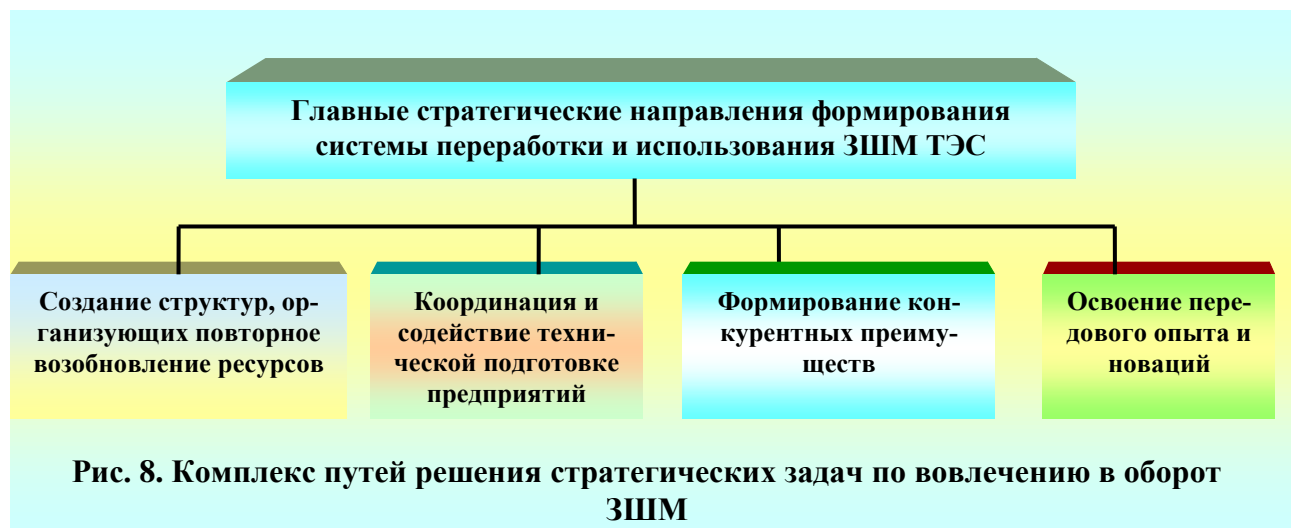 Главные стратегические направления формирования
системы переработки и использования ЗШМ ТЭС
Создание структур, ор-
ганизующих повторное
возобновление ресурсов
Координация и
содействие техни-
ческой подготовке
предприятий
Формирование кон-
курентных преиму-
ществ
Освоение пере-
дового опыта и
новаций
Рис. 8. Комплекс путей решения стратегических задач по вовлечению в оборот
ЗШМ